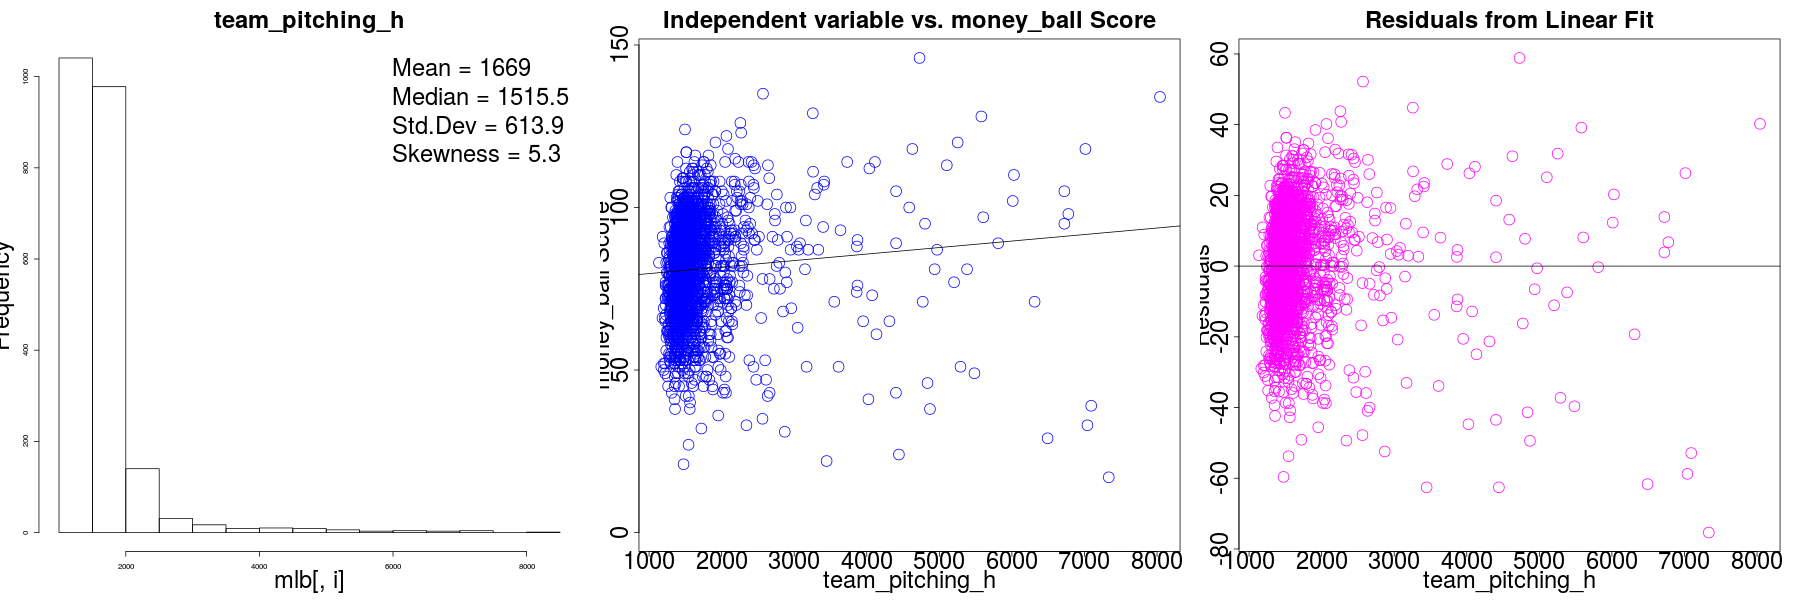 team_pitching_h
Mean = 1669
Median = 1515.5
Std.Dev = 613.9
Skewness = 5.3
Frequency
0
200
400
600
800
1000
2000
4000
6000
8000
mlb[, i]
Independent variable vs. money_ball Score
money_ball Score
0
50
100
150
1000 2000 3000 4000 5000 6000 7000 8000
team_pitching_h
Residuals from Linear Fit
Residuals
-80
-60
-40
-20
0
20
40
60
1000 2000 3000 4000 5000 6000 7000 8000
team_pitching_h